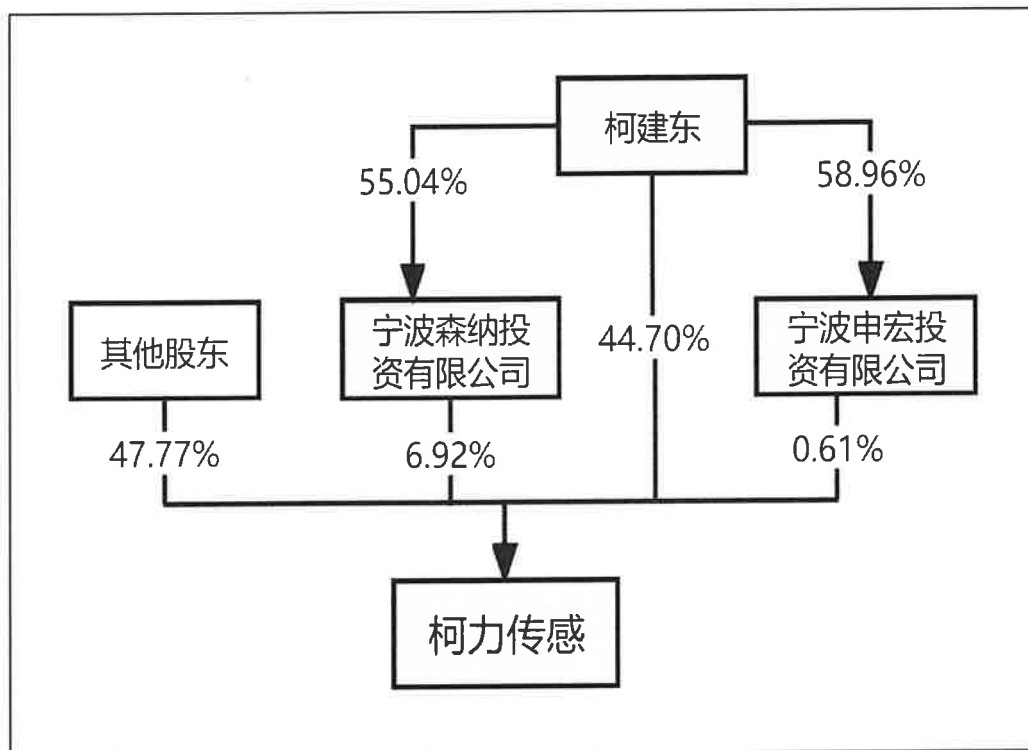 柯建东
55.04%
58.96%
其他股东
宁波森纳投
资有限公司
44.70%
宁波申宏投
资有限公司
47.77%
6.92%
0.61%
柯力传感